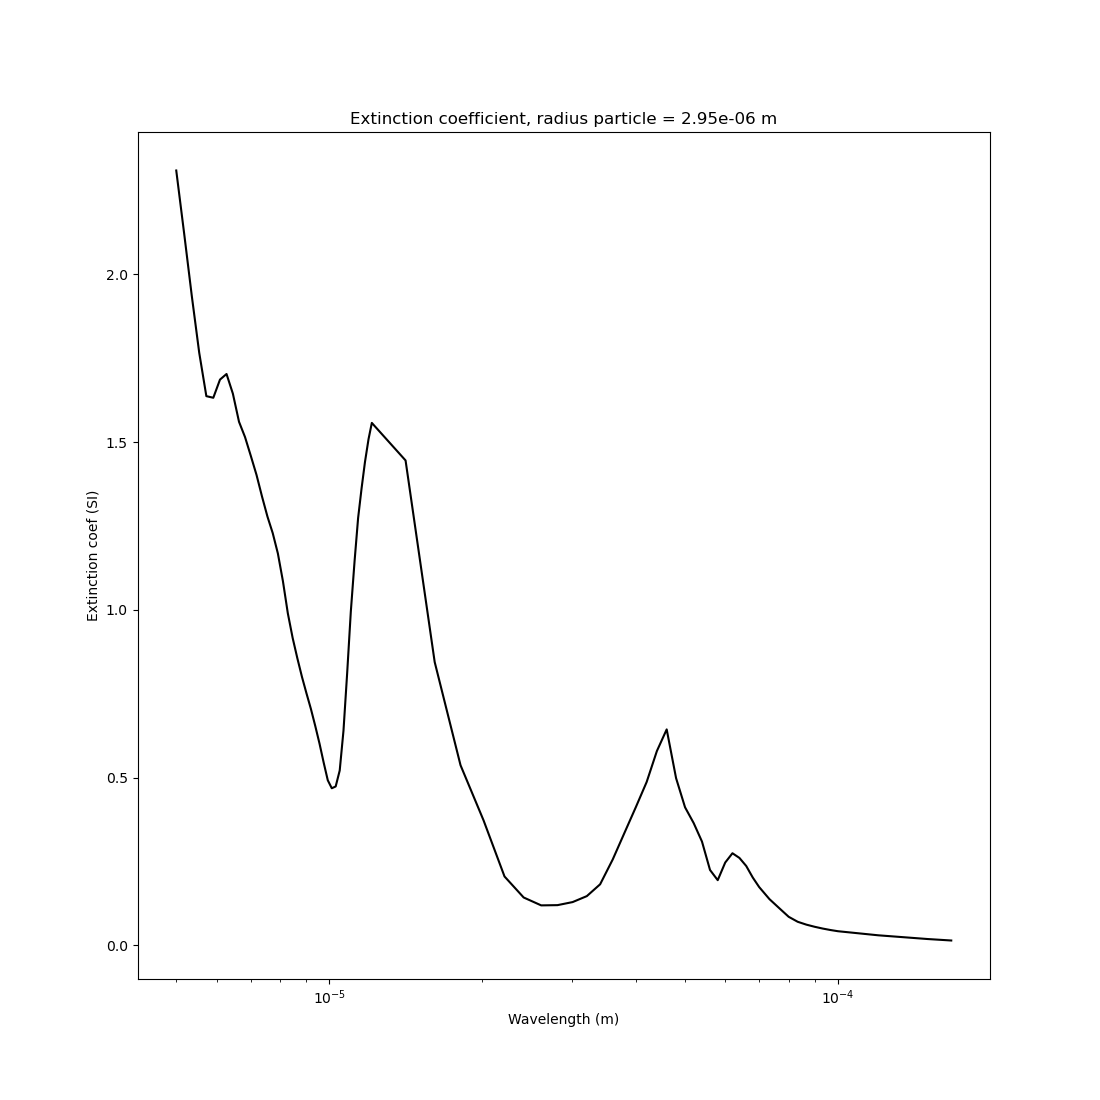 Extinction coefficient, radius particle = 2.95e-06 m
2.0
1.5
1.0
0.5
0.0
Extinction coef (SI)
10⁻⁵ 10⁻⁴
Wavelength (m)